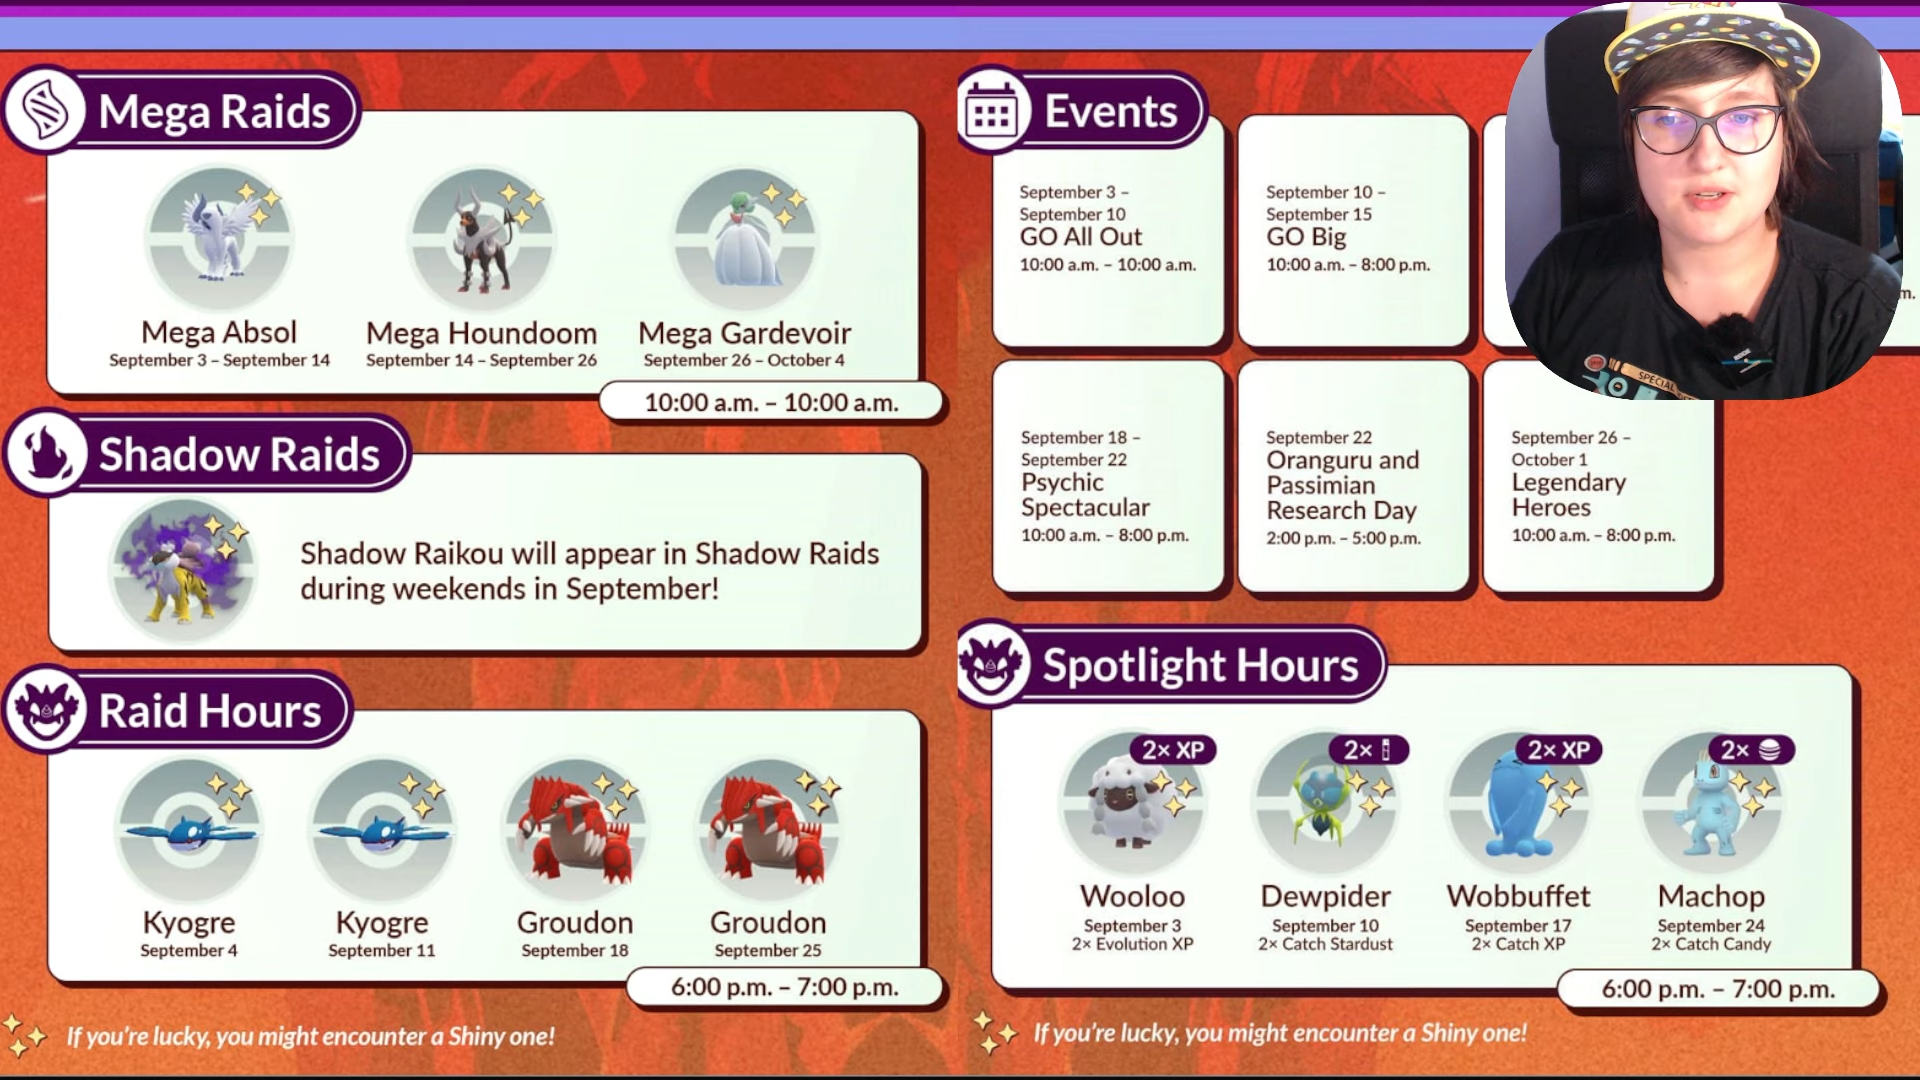 Mega Raids
Mega Absol
September 3 – September 14
Mega Houndoom
September 14 – September 26
Mega Gardevoir
September 26 – October 4
10:00 a.m. – 10:00 a.m.
Shadow Raids
Shadow Raikou will appear in Shadow Raids
during weekends in September!
Raid Hours
Kyogre
September 4
Kyogre
September 11
Groudon
September 18
Groudon
September 25
6:00 p.m. – 7:00 p.m.
If you're lucky, you might encounter a Shiny one!
Events
September 3 –
September 10
GO All Out
10:00 a.m. – 10:00 a.m.
September 10 –
September 15
GO Big
10:00 a.m. – 8:00 p.m.
m.
September 18 –
September 22
Psychic
Spectacular
10:00 a.m. – 8:00 p.m.
September 22
Oranguru and
Passimian
Research Day
2:00 p.m. – 5:00 p.m.
September 26 –
October 1
Legendary
Heroes
10:00 a.m. – 8:00 p.m.
SPECIAL
Spotlight Hours
2× XP
Wooloo
September 3
2× Evolution XP
2×
Dewpider
September 10
2× Catch Stardust
2× XP
Wobbuffet
September 17
2× Catch XP
2×
Machop
September 24
2× Catch Candy
6:00 p.m. – 7:00 p.m.
If you're lucky, you might encounter a Shiny one!